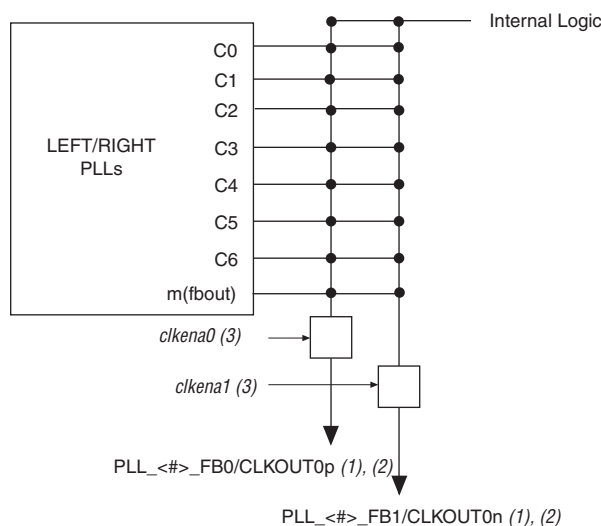 Internal Logic
C0
C1
C2
LEFT/RIGHT
PLLs
C3
C4
C5
C6
m(fbout)
clkena0 (3)
clkena1 (3)
PLL_<#>_FB0/CLKOUT0p (1), (2)
PLL_<#>_FB1/CLKOUT0n (1), (2)